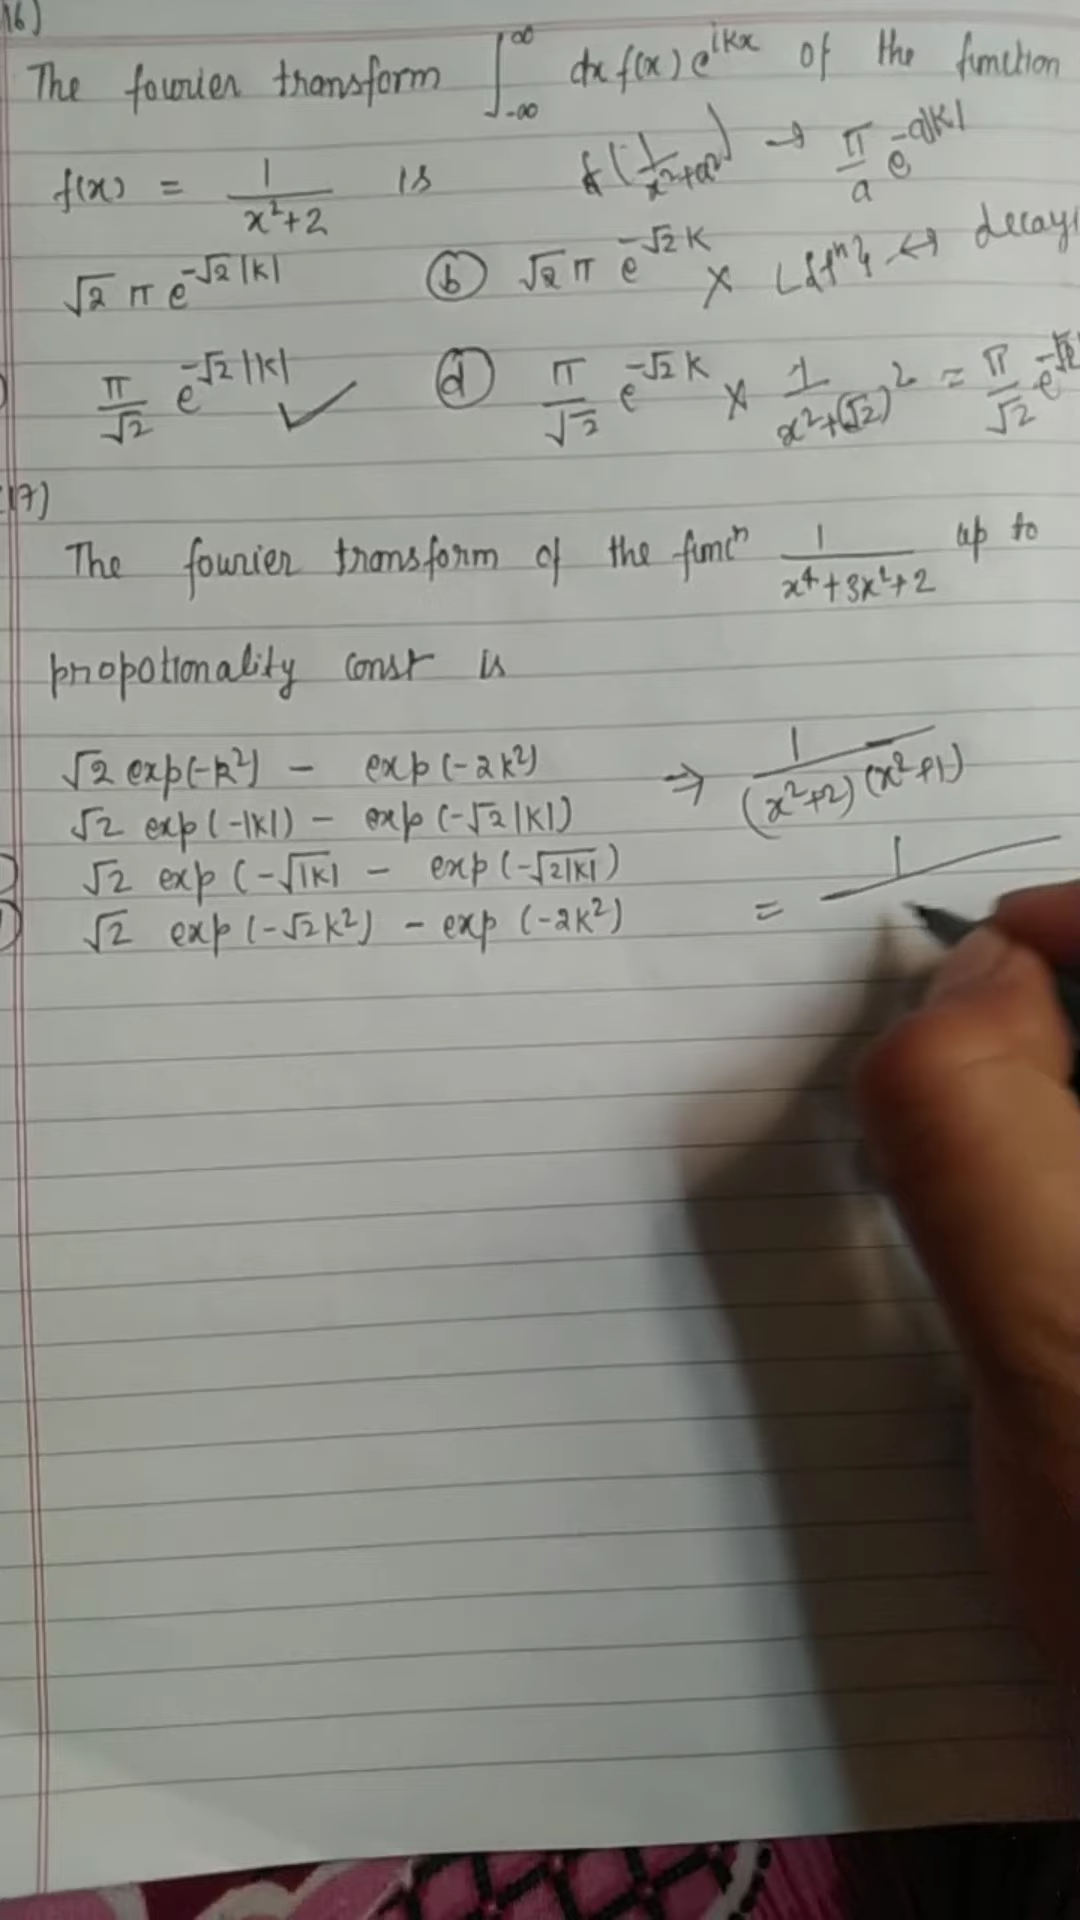 16)
The fourier transform ∫_{-∞}^{∞} dx f(x) e^{ikx} of the function
f(x) = 1/(x²+2) is
f(1/(x²+a²)) → π/a e^{-a|k|}
√2 π e^{-√2|k|} (b) √2 π e^{-√2k} ×
decay
π/√2 e^{-√2|k|} ✓ (d) π/√2 e^{-√2k} × 1/(x²+(√2)²) = π/√2 e^{-√2
17)
The fourier transform of the funcⁿ 1/(x⁴+3x²+2) up to
propotionality const is
√2 exp(-k²) - exp(-2k²)
√2 exp(-|k|) - exp(-√2|k|)
√2 exp(-√|k| - exp(-√2|k|)
√2 exp(-√2k²) - exp(-2k²)
⇒ 1/((x²+2)(x²+1))
= 1/